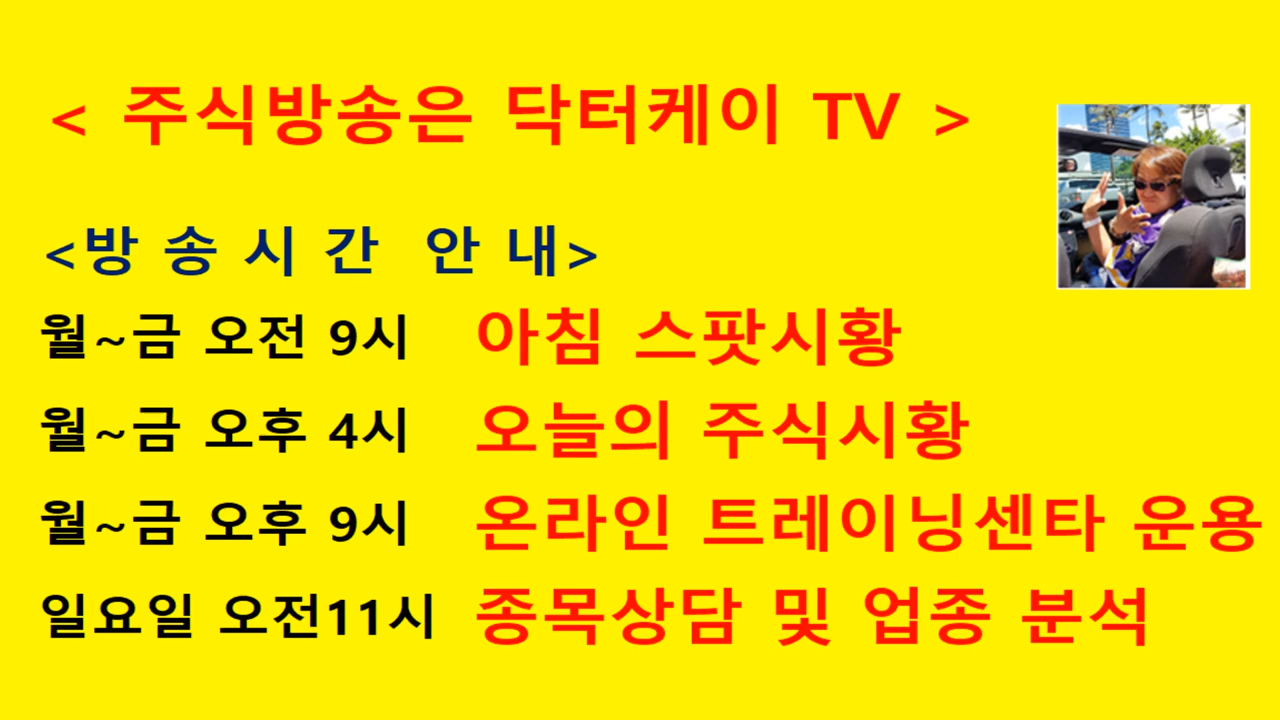 < 주식방송은 닥터케이 TV >
<방 송 시 간 안 내>
월~금 오전 9시 아침 스팟시황
월~금 오후 4시 오늘의 주식시황
월~금 오후 9시 온라인 트레이닝센타 운용
일요일 오전11시 종목상담 및 업종 분석